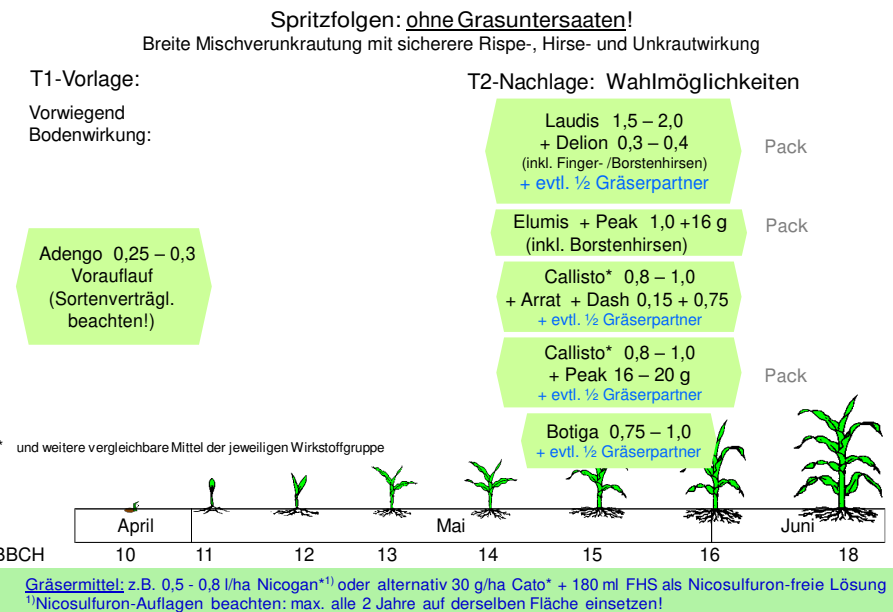 Spritzfolgen: ohne Grasuntersaaten!
Breite Mischverunkrautung mit sicherere Rispe-, Hirse- und Unkrautwirkung
T1-Vorlage:
Vorwiegend
Bodenwirkung:
Adengo 0,25 – 0,3
Vorauflauf
(Sortenverträgl.
beachten!)
T2-Nachlage: Wahlmöglichkeiten
Laudis 1,5 – 2,0
+ Delion 0,3 – 0,4
(inkl. Finger- /Borstenhirsen)
+ evtl. ½ Gräserpartner
Pack
Elumis + Peak 1,0 +16 g
(inkl. Borstenhirsen)
Pack
Callisto* 0,8 – 1,0
+ Arrat + Dash 0,15 + 0,75
+ evtl. ½ Gräserpartner
Callisto* 0,8 – 1,0
+ Peak 16 – 20 g
+ evtl. ½ Gräserpartner
Pack
Botiga 0,75 – 1,0
+ evtl. ½ Gräserpartner
* und weitere vergleichbare Mittel der jeweiligen Wirkstoffgruppe
April Mai Juni
BBCH 10 11 12 13 14 15 16 18
Gräsermittel: z.B. 0,5 - 0,8 l/ha Nicogan*1) oder alternativ 30 g/ha Cato* + 180 ml FHS als Nicosulfuron-freie Lösung
1)Nicosulfuron-Auflagen beachten: max. alle 2 Jahre auf derselben Fläche einsetzen!